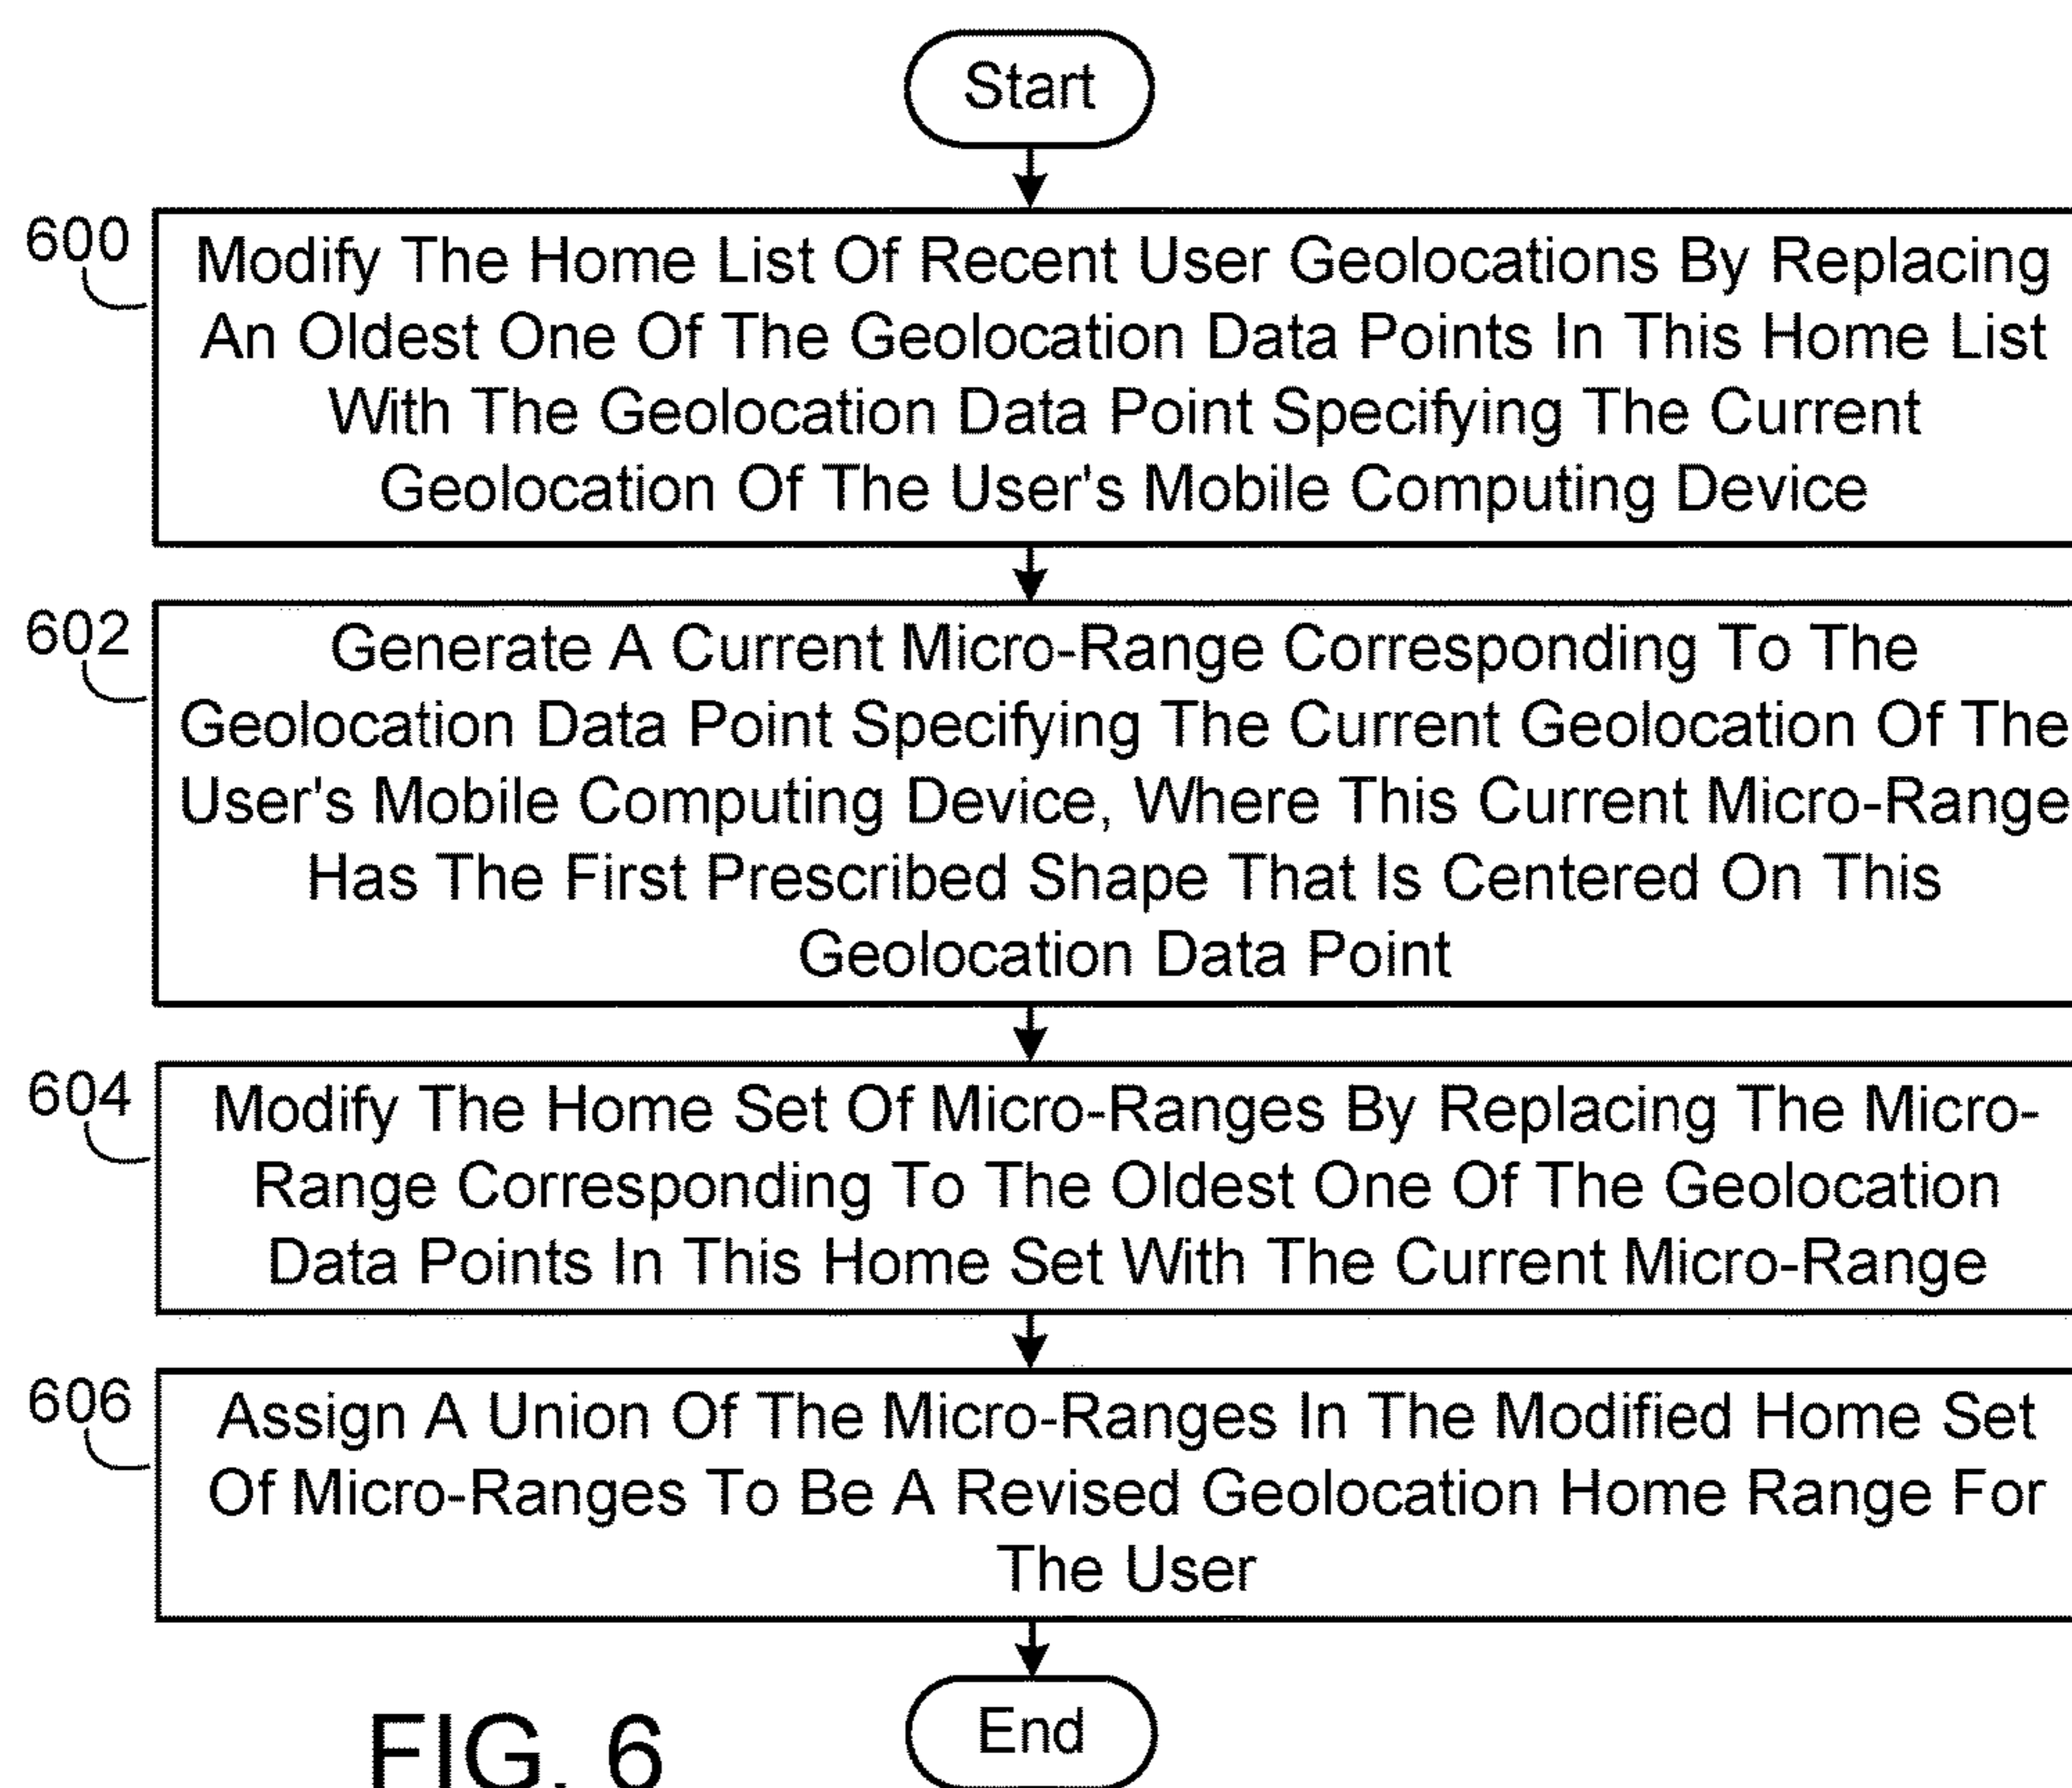 Start
600
Modify The Home List Of Recent User Geolocations By Replacing
An Oldest One Of The Geolocation Data Points In This Home List
With The Geolocation Data Point Specifying The Current
Geolocation Of The User's Mobile Computing Device
602
Generate A Current Micro-Range Corresponding To The
Geolocation Data Point Specifying The Current Geolocation Of The
User's Mobile Computing Device, Where This Current Micro-Range
Has The First Prescribed Shape That Is Centered On This
Geolocation Data Point
604
Modify The Home Set Of Micro-Ranges By Replacing The Micro-
Range Corresponding To The Oldest One Of The Geolocation
Data Points In This Home Set With The Current Micro-Range
606
Assign A Union Of The Micro-Ranges In The Modified Home Set
Of Micro-Ranges To Be A Revised Geolocation Home Range For
The User
End
FIG. 6